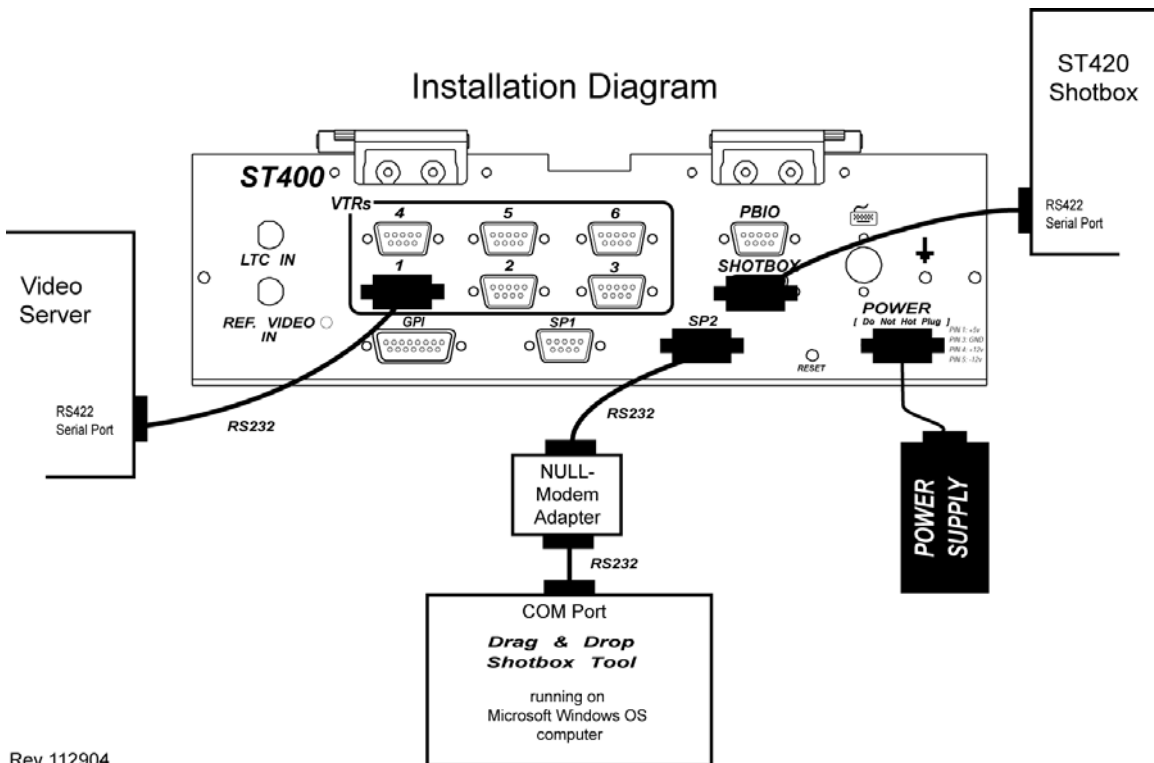 Installation Diagram
ST420
Shotbox
RS422
Serial Port
ST400
VTRs
4
5
6
PBIO
LTC IN
1
2
3
SHOTBOX
REF. VIDEO
IN
GPI
SP1
SP2
POWER
[ Do Not Hot Plug ]
PIN 1: +5v
PIN 3: GND
PIN 4: +12v
PIN 5: -12v
RESET
Video
Server
RS422
Serial Port
RS232
RS232
NULL-
Modem
Adapter
RS232
POWER
SUPPLY
COM Port
Drag & Drop
Shotbox Tool
running on
Microsoft Windows OS
computer
Rev 112904